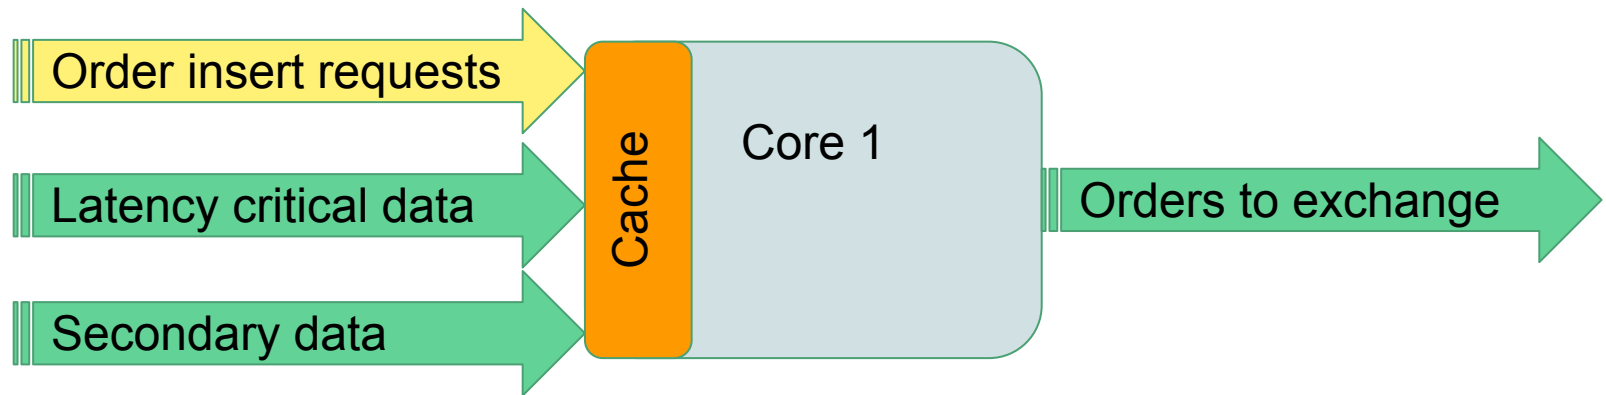 Order insert requests
Latency critical data
Secondary data
Cache
Core 1
Orders to exchange